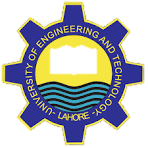 UNIVERSITY OF ENGINEERING AND TECHNOLOGY
- LAHORE -